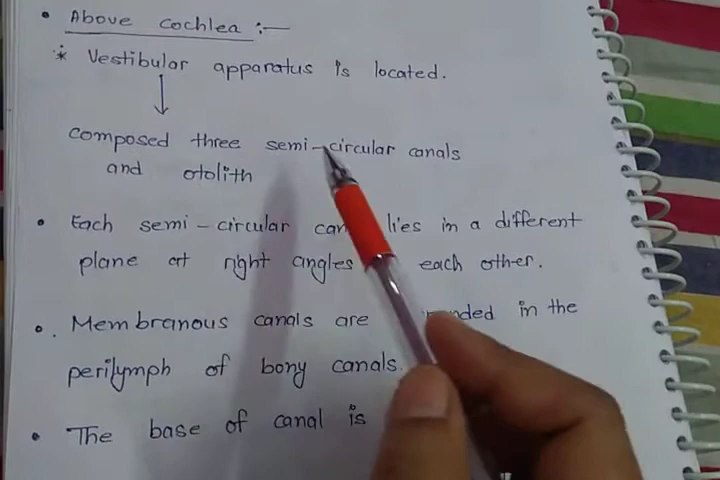 • Above cochlea :—
* Vestibular apparatus is located.
composed three semi-circular canals
and otolith
• Each semi-circular lies in a different
plane at right angles each other.
• Membranous canals are in the
perilymph of bony canals.
• The base of canal is